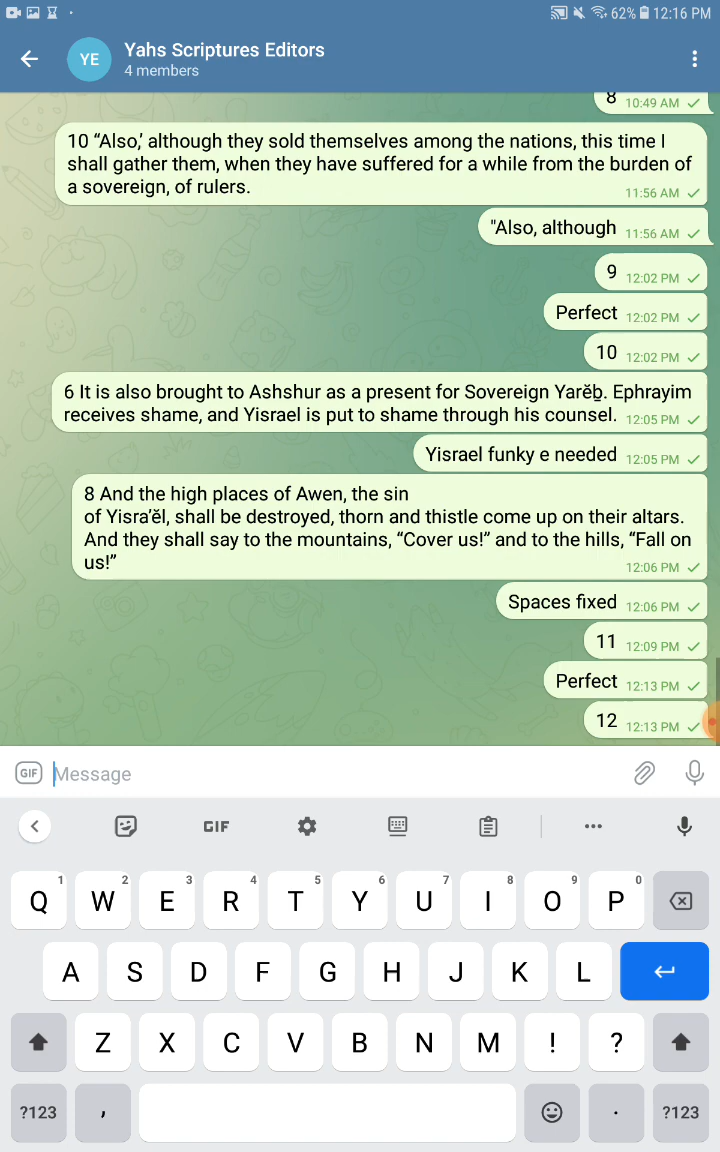 62% 12:16 PM
YE
Yahs Scriptures Editors
4 members
8 10:49 AM
10 “Also,’ although they sold themselves among the nations, this time I
shall gather them, when they have suffered for a while from the burden of
a sovereign, of rulers.
11:56 AM
"Also, although 11:56 AM
9 12:02 PM
Perfect 12:02 PM
10 12:02 PM
6 It is also brought to Ashshur as a present for Sovereign Yarĕḇ. Ephrayim
receives shame, and Yisrael is put to shame through his counsel. 12:05 PM
Yisrael funky e needed 12:05 PM
8 And the high places of Awen, the sin
of Yisra’ĕl, shall be destroyed, thorn and thistle come up on their altars.
And they shall say to the mountains, “Cover us!” and to the hills, “Fall on
us!”
12:06 PM
Spaces fixed 12:06 PM
11 12:09 PM
Perfect 12:13 PM
12 12:13 PM
GIF Message
GIF
Q 1 W 2 E 3 R 4 T 5 Y 6 U 7 I 8 O 9 P 0
A S D F G H J K L
Z X C V B N M ! ?
?123 , . ?123